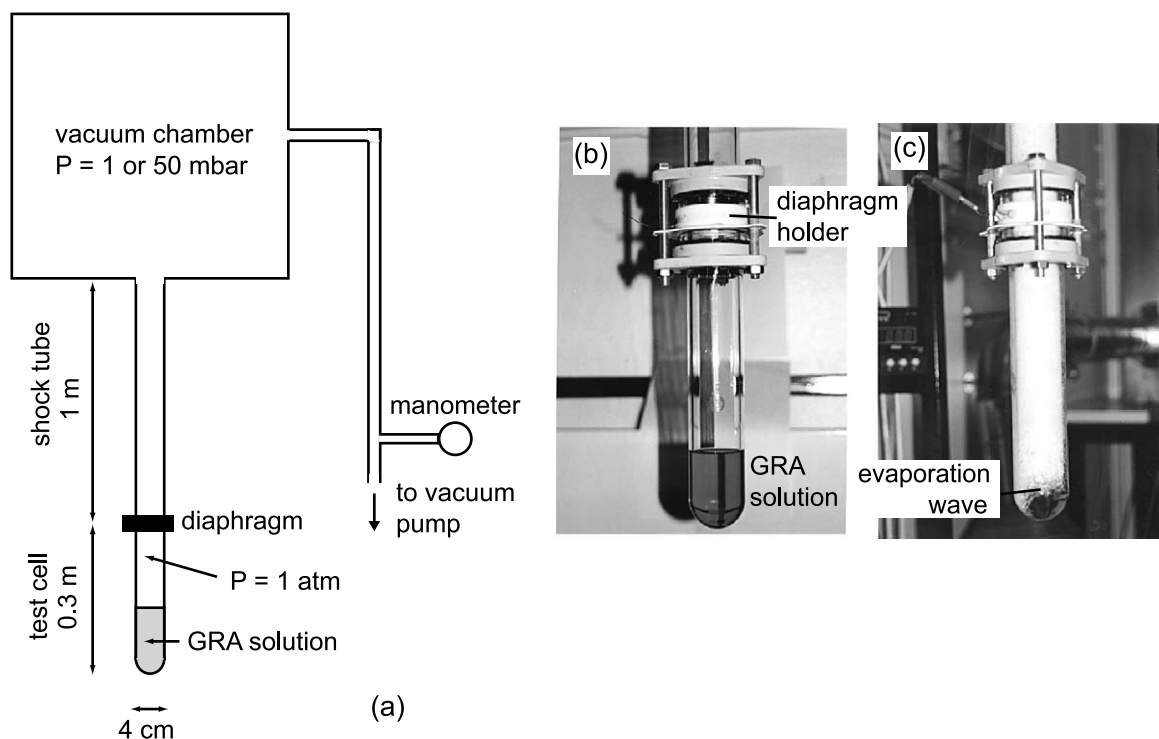 vacuum chamber
P = 1 or 50 mbar
shock tube
1 m
manometer
to vacuum
pump
diaphragm
test cell
0.3 m
P = 1 atm
GRA solution
4 cm
(a)
(b)
diaphragm
holder
GRA
solution
(c)
evaporation
wave